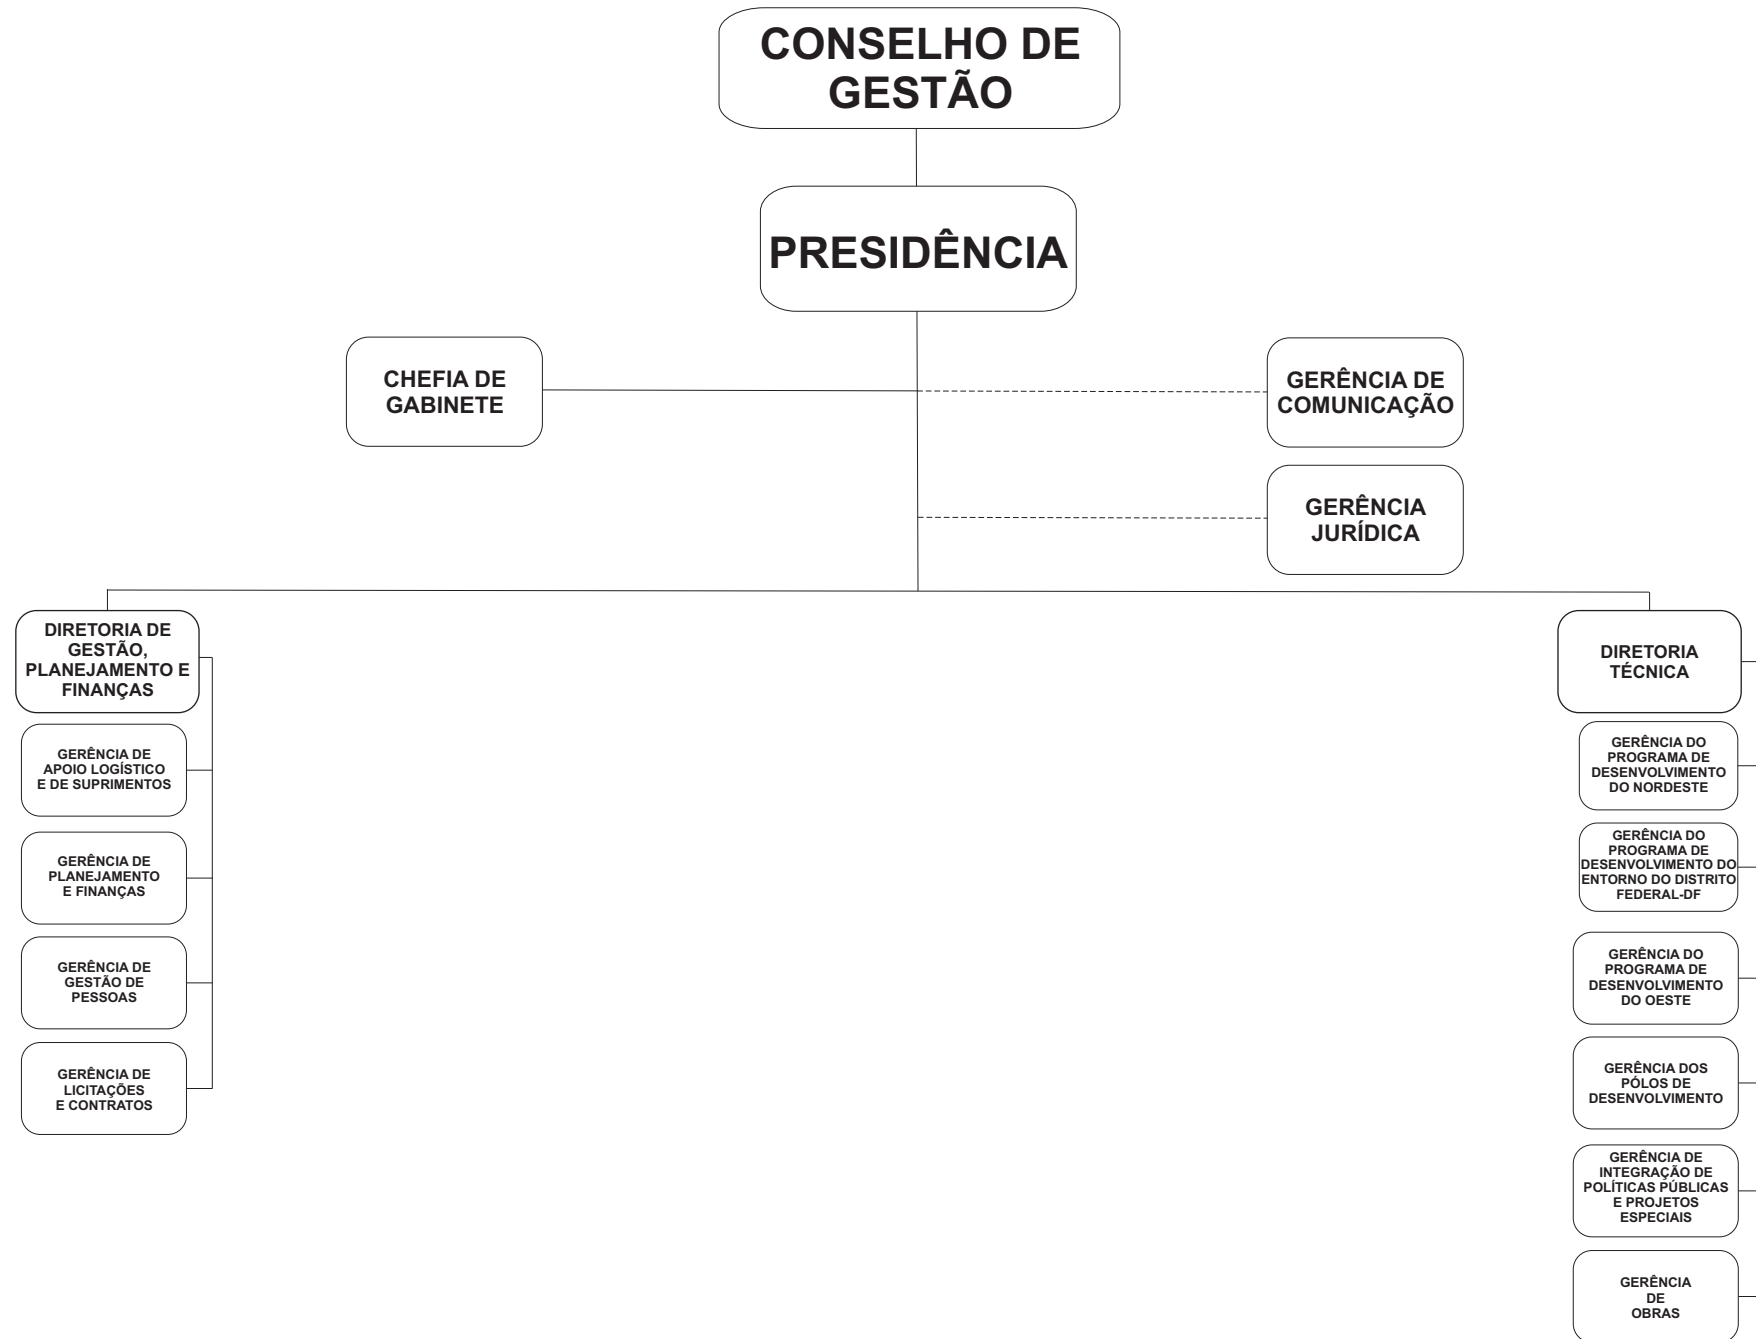 CONSELHO DE
GESTÃO
PRESIDÊNCIA
CHEFIA DE
GABINETE
GERÊNCIA DE
COMUNICAÇÃO
GERÊNCIA
JURÍDICA
DIRETORIA DE
GESTÃO,
PLANEJAMENTO E
FINANÇAS
GERÊNCIA DE
APOIO LOGÍSTICO
E DE SUPRIMENTOS
GERÊNCIA DE
PLANEJAMENTO
E FINANÇAS
GERÊNCIA DE
GESTÃO DE
PESSOAS
GERÊNCIA DE
LICITAÇÕES
E CONTRATOS
DIRETORIA
TÉCNICA
GERÊNCIA DO
PROGRAMA DE
DESENVOLVIMENTO
DO NORDESTE
GERÊNCIA DO
PROGRAMA DE
DESENVOLVIMENTO DO
ENTORNO DO DISTRITO
FEDERAL-DF
GERÊNCIA DO
PROGRAMA DE
DESENVOLVIMENTO
DO OESTE
GERÊNCIA DOS
PÓLOS DE
DESENVOLVIMENTO
GERÊNCIA DE
INTEGRAÇÃO DE
POLÍTICAS PÚBLICAS
E PROJETOS
ESPECIAIS
GERÊNCIA
DE
OBRAS